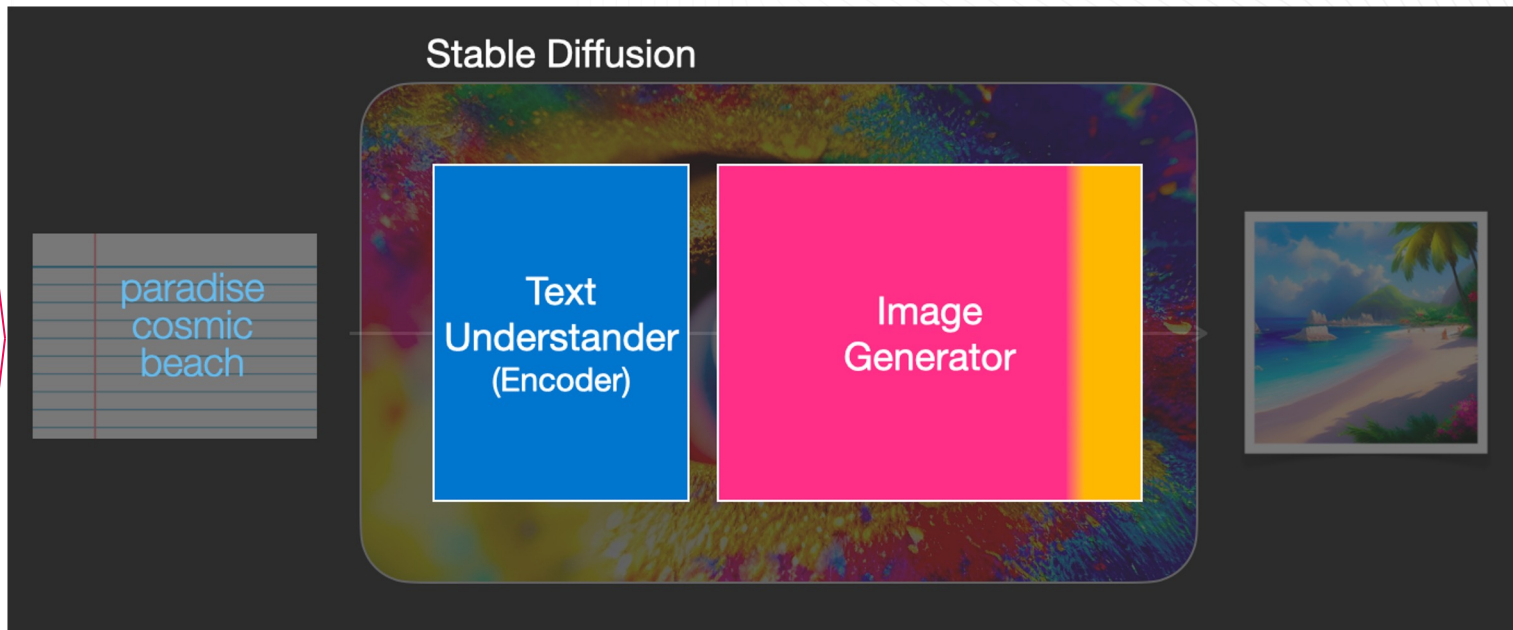 Stable Diffusion
paradise
cosmic
beach
Text
Understander
(Encoder)
Image
Generator